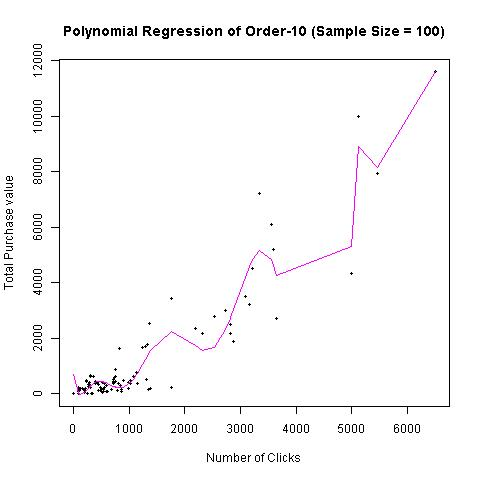 Polynomial Regression of Order-10 (Sample Size = 100)
Total Purchase value
12000
10000
8000
6000
4000
2000
0
0 1000 2000 3000 4000 5000 6000
Number of Clicks